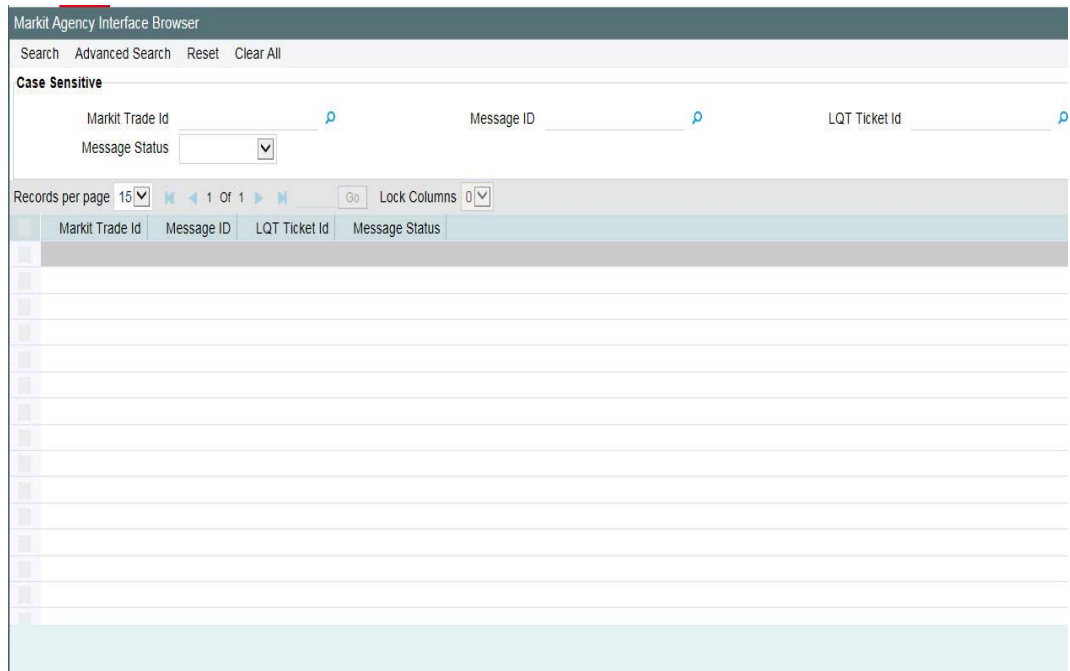 Markit Agency Interface Browser
Search Advanced Search Reset Clear All
Case Sensitive
Markit Trade Id Message ID LQT Ticket Id
Message Status
Records per page 15 1 Of 1 Go Lock Columns 0
Markit Trade Id Message ID LQT Ticket Id Message Status